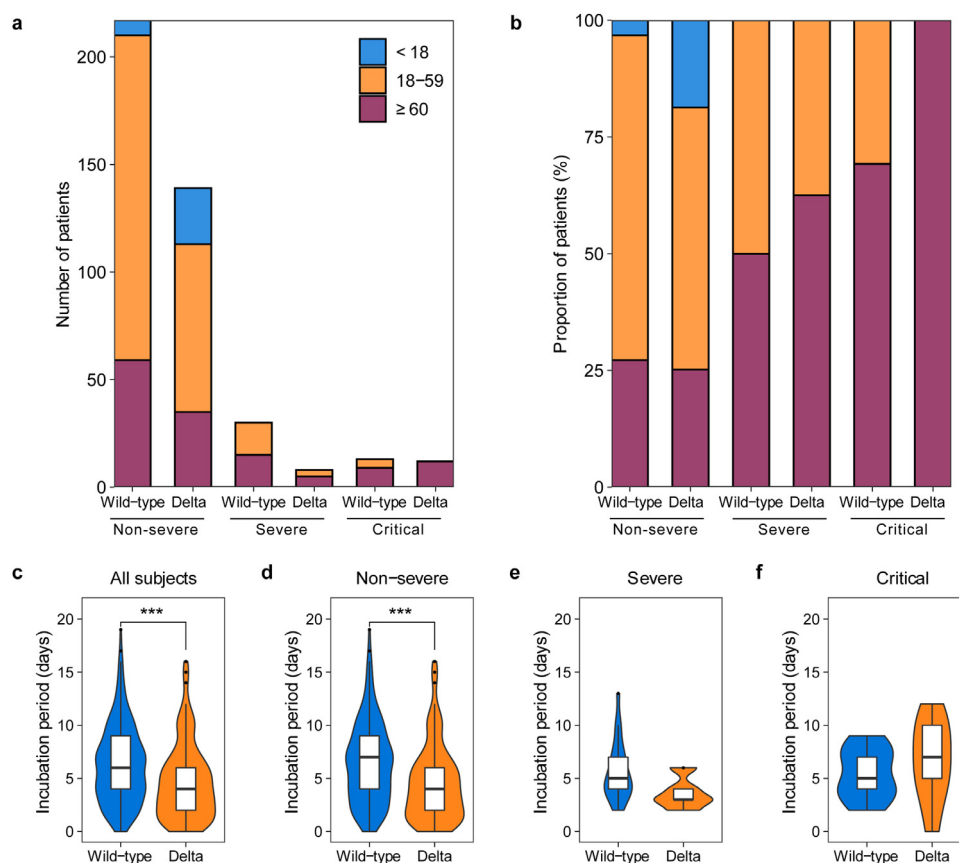 a
Number of patients
200
150
100
50
0
< 18
18–59
≥ 60
Wild−type Delta Wild−type Delta Wild−type Delta
Non-severe Severe Critical
b
Proportion of patients (%)
100
75
50
25
0
Wild−type Delta Wild−type Delta Wild−type Delta
Non-severe Severe Critical
c
All subjects
Incubation period (days)
20
15
10
5
0
***
Wild−type Delta
d
Non−severe
Incubation period (days)
20
15
10
5
0
***
Wild−type Delta
e
Severe
Incubation period (days)
20
15
10
5
0
Wild−type Delta
f
Critical
Incubation period (days)
20
15
10
5
0
Wild−type Delta